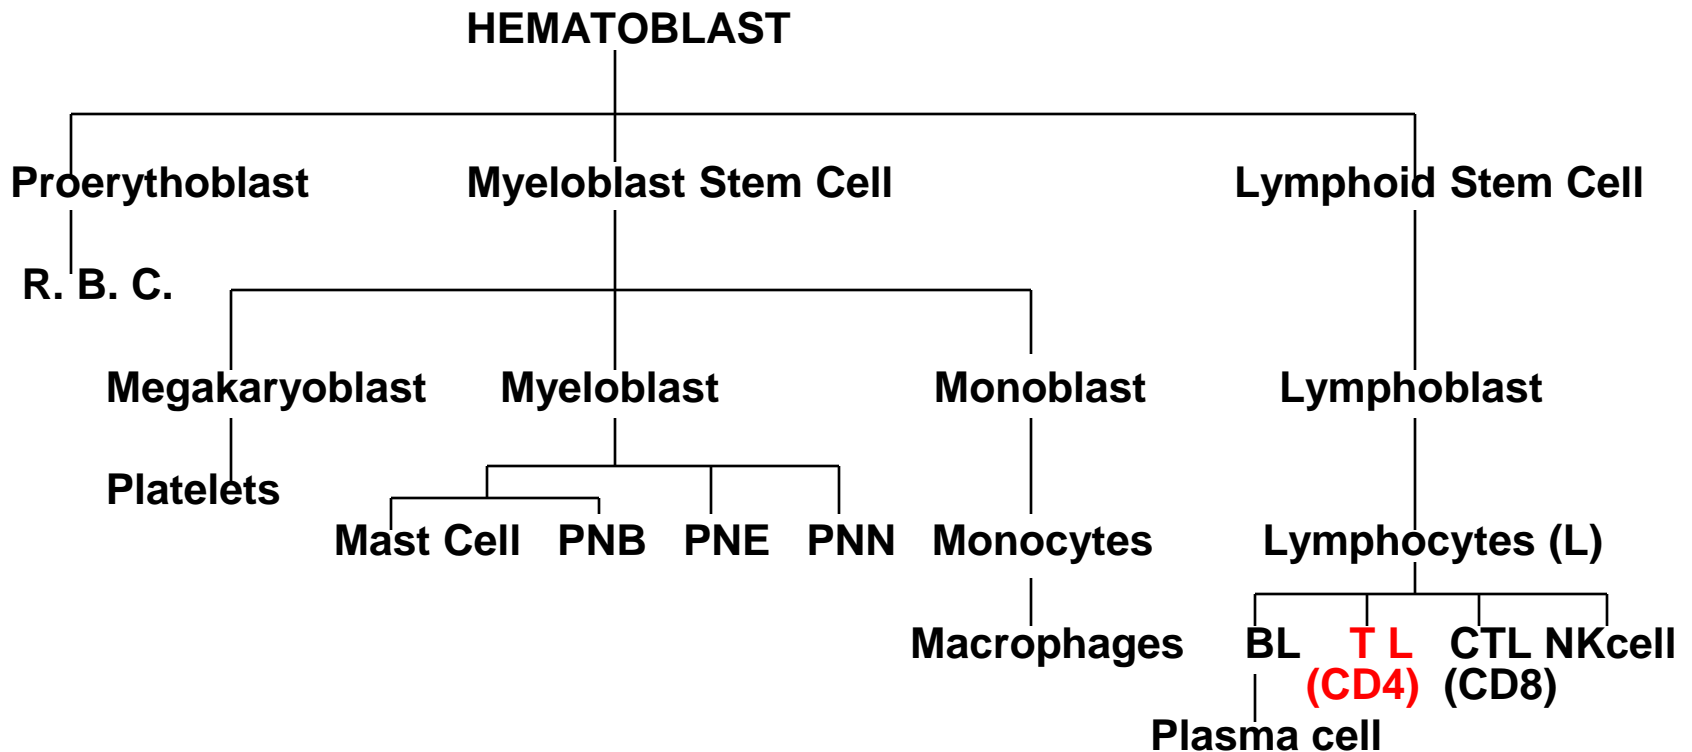 HEMATOBLAST
Proerythoblast Myeloblast Stem Cell Lymphoid Stem Cell
R. B. C.
Megakaryoblast Myeloblast Monoblast Lymphoblast
Platelets
Mast Cell PNB PNE PNN Monocytes Lymphocytes (L)
Macrophages BL T L CTL NKcell
(CD4) (CD8)
Plasma cell